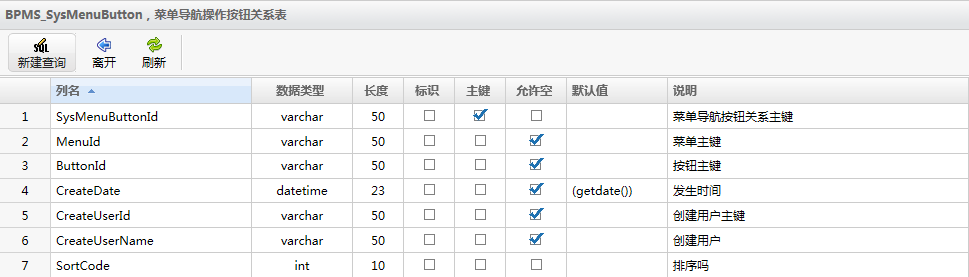 BPMS_SysMenuButton，菜单导航操作按钮关系表
SQL
新建查询 离开 刷新
列名 数据类型 长度 标识 主键 允许空 默认值 说明
1 SysMenuButtonId varchar 50 菜单导航按钮关系主键
2 MenuId varchar 50 菜单主键
3 ButtonId varchar 50 按钮主键
4 CreateDate datetime 23 (getdate()) 发生时间
5 CreateUserId varchar 50 创建用户主键
6 CreateUserName varchar 50 创建用户
7 SortCode int 10 排序吗